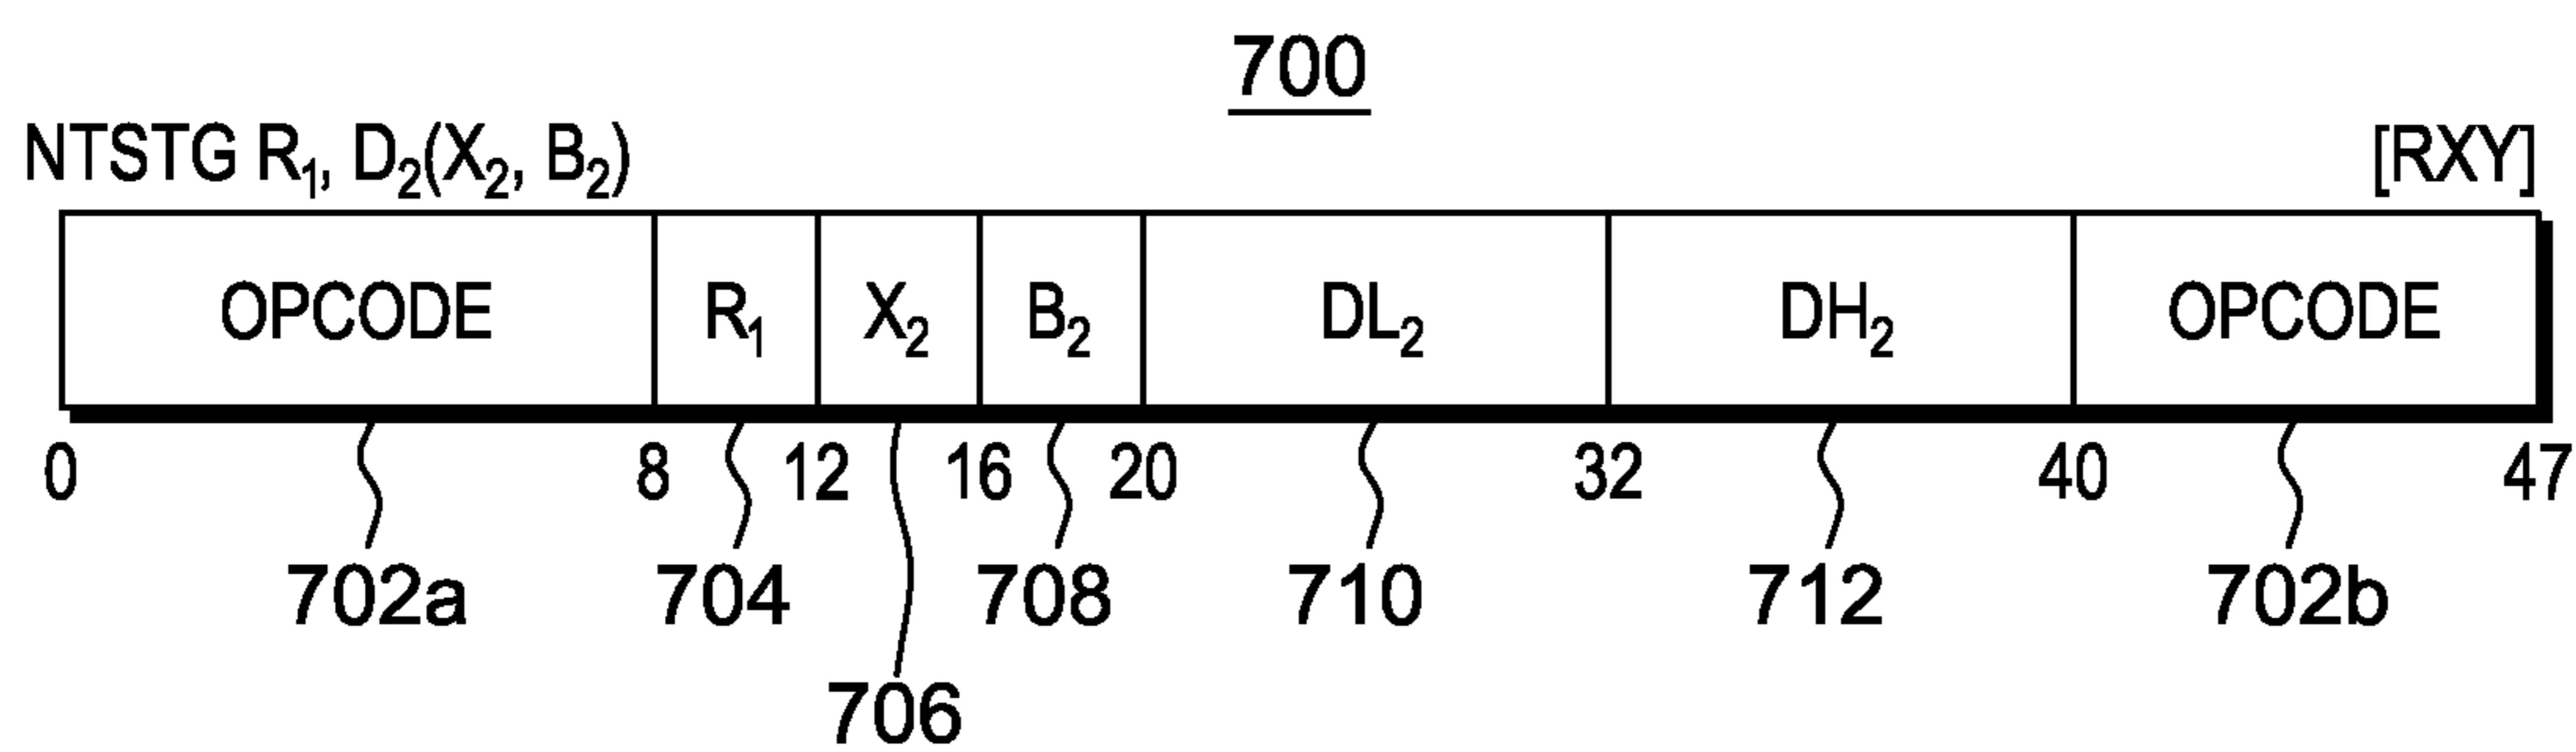 700
NTSTG R1, D2(X2, B2) [RXY]
OPCODE R1 X2 B2 DL2 DH2 OPCODE
0 8 12 16 20 32 40 47
702a 704 708 710 712 702b
706